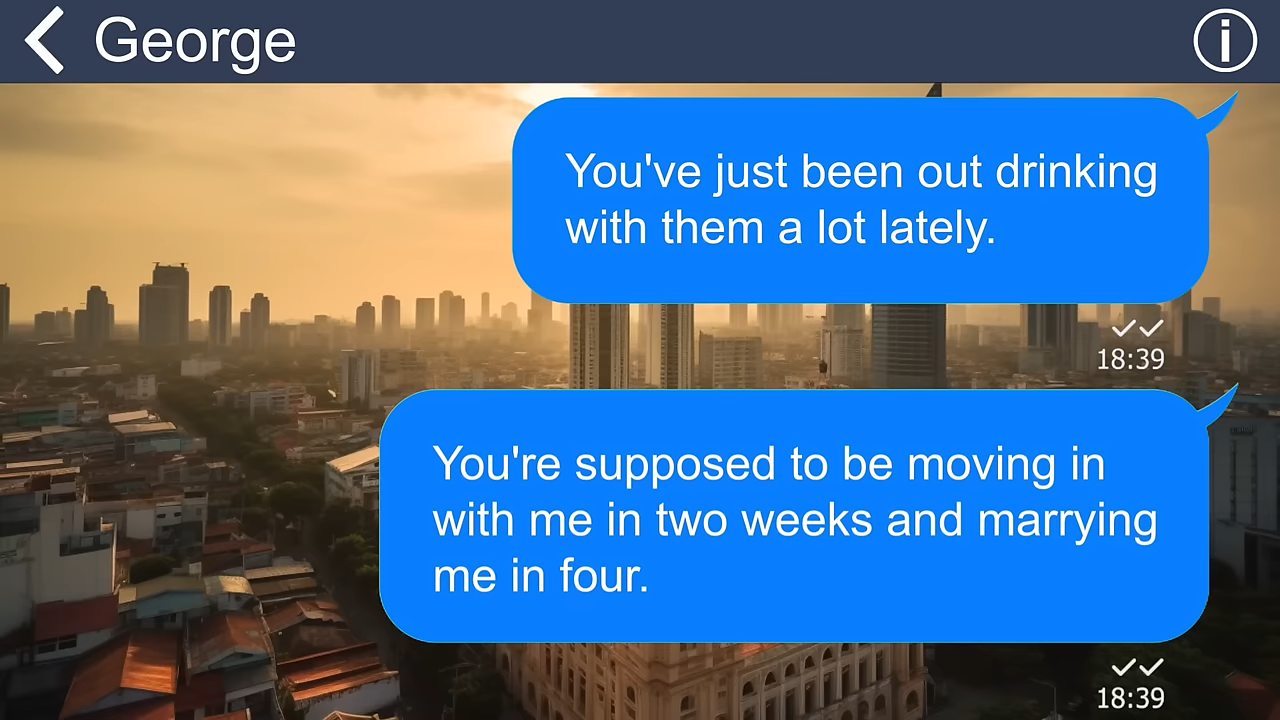 George
You've just been out drinking
with them a lot lately.
18:39
You're supposed to be moving in
with me in two weeks and marrying
me in four.
18:39